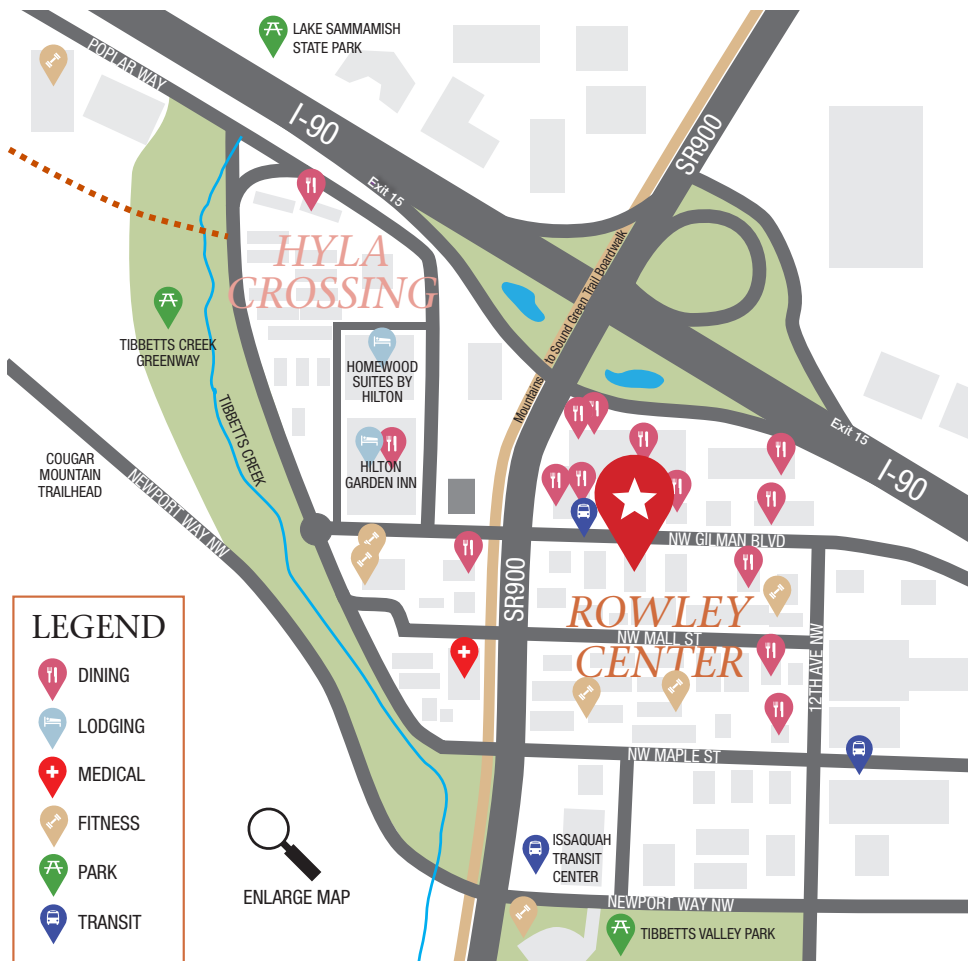 LAKE SAMMAMISH
STATE PARK
POPLAR WAY
I-90
SR900
Exit 15
HYLA
CROSSING
Mountains to Sound Green Trail Boardwalk
TIBBETTS CREEK
GREENWAY
HOMEWOOD
SUITES BY
HILTON
TIBBETTS CREEK
HILTON
GARDEN INN
COUGAR
MOUNTAIN
TRAILHEAD
NEWPORT WAY NW
Exit 15
I-90
NW GILMAN BLVD
SR900
ROWLEY
CENTER
NW MALL ST
12TH AVE NW
NW MAPLE ST
LEGEND
DINING
LODGING
MEDICAL
FITNESS
PARK
TRANSIT
ENLARGE MAP
ISSAQUAH
TRANSIT
CENTER
NEWPORT WAY NW
TIBBETTS VALLEY PARK